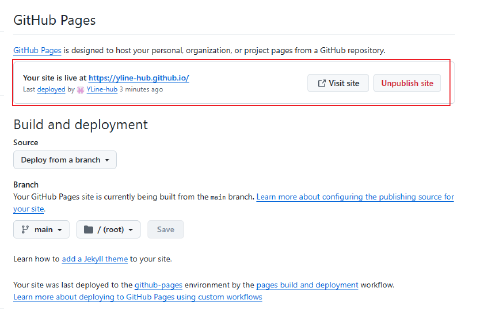 GitHub Pages
GitHub Pages is designed to host your personal, organization, or project pages from a GitHub repository.
Your site is live at https://yline-hub.github.io/
Last deployed by YLine-hub 3 minutes ago
Visit site
Unpublish site
Build and deployment
Source
Deploy from a branch
Branch
Your GitHub Pages site is currently being built from the main branch. Learn more about configuring the publishing source for
your site.
main
/ (root)
Save
Learn how to add a Jekyll theme to your site.
Your site was last deployed to the github-pages environment by the pages build and deployment workflow.
Learn more about deploying to GitHub Pages using custom workflows